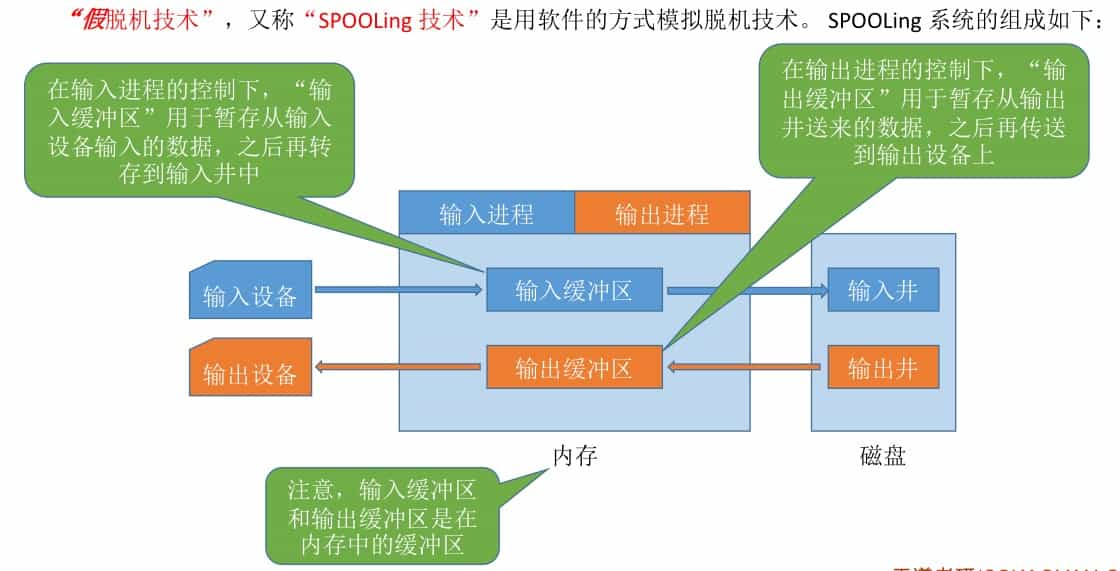 “假脱机技术”，又称“SPOOLing 技术”是用软件的方式模拟脱机技术。 SPOOLing 系统的组成如下：
在输入进程的控制下，“输
入缓冲区”用于暂存从输入
设备输入的数据，之后再转
存到输入井中
在输出进程的控制下，“输
出缓冲区”用于暂存从输出
井送来的数据，之后再传送
到输出设备上
输入进程
输出进程
输入设备
输入缓冲区
输入井
输出设备
输出缓冲区
输出井
内存
磁盘
注意，输入缓冲区
和输出缓冲区是在
内存中的缓冲区